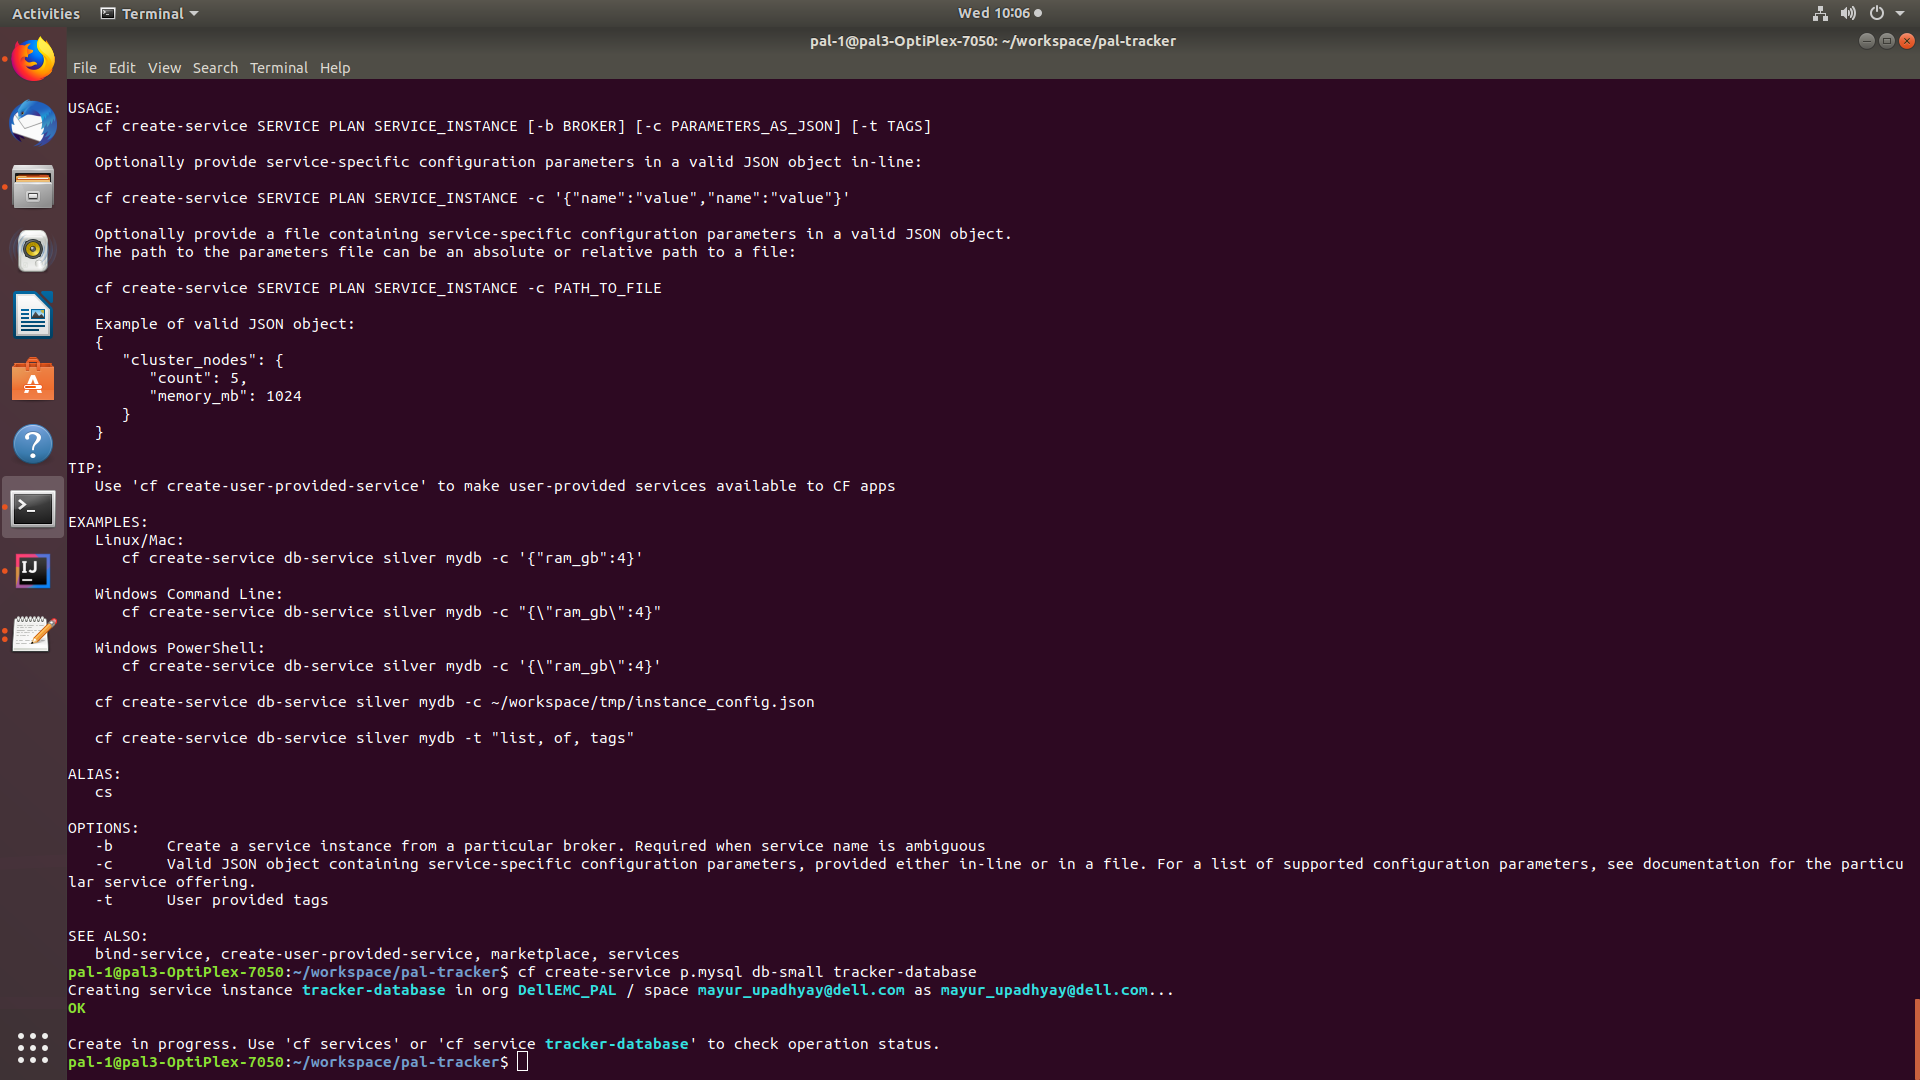 Activities
Terminal
Wed 10:06
pal-1@pal3-OptiPlex-7050: ~/workspace/pal-tracker
File Edit View Search Terminal Help
USAGE:
cf create-service SERVICE PLAN SERVICE_INSTANCE [-b BROKER] [-c PARAMETERS_AS_JSON] [-t TAGS]
Optionally provide service-specific configuration parameters in a valid JSON object in-line:
cf create-service SERVICE PLAN SERVICE_INSTANCE -c '{"name":"value","name":"value"}'
Optionally provide a file containing service-specific configuration parameters in a valid JSON object.
The path to the parameters file can be an absolute or relative path to a file:
cf create-service SERVICE PLAN SERVICE_INSTANCE -c PATH_TO_FILE
Example of valid JSON object:
{
"cluster_nodes": {
"count": 5,
"memory_mb": 1024
}
}
TIP:
Use 'cf create-user-provided-service' to make user-provided services available to CF apps
EXAMPLES:
Linux/Mac:
cf create-service db-service silver mydb -c '{"ram_gb":4}'
Windows Command Line:
cf create-service db-service silver mydb -c "{\"ram_gb\":4}"
Windows PowerShell:
cf create-service db-service silver mydb -c '{\"ram_gb\":4}'
cf create-service db-service silver mydb -c ~/workspace/tmp/instance_config.json
cf create-service db-service silver mydb -t "list, of, tags"
ALIAS:
cs
OPTIONS:
-b Create a service instance from a particular broker. Required when service name is ambiguous
-c Valid JSON object containing service-specific configuration parameters, provided either in-line or in a file. For a list of supported configuration parameters, see documentation for the particu
lar service offering.
-t User provided tags
SEE ALSO:
bind-service, create-user-provided-service, marketplace, services
pal-1@pal3-OptiPlex-7050:~/workspace/pal-tracker$ cf create-service p.mysql db-small tracker-database
Creating service instance tracker-database in org DellEMC_PAL / space mayur_upadhyay@dell.com as mayur_upadhyay@dell.com...
OK
Create in progress. Use 'cf services' or 'cf service tracker-database' to check operation status.
pal-1@pal3-OptiPlex-7050:~/workspace/pal-tracker$
IJ